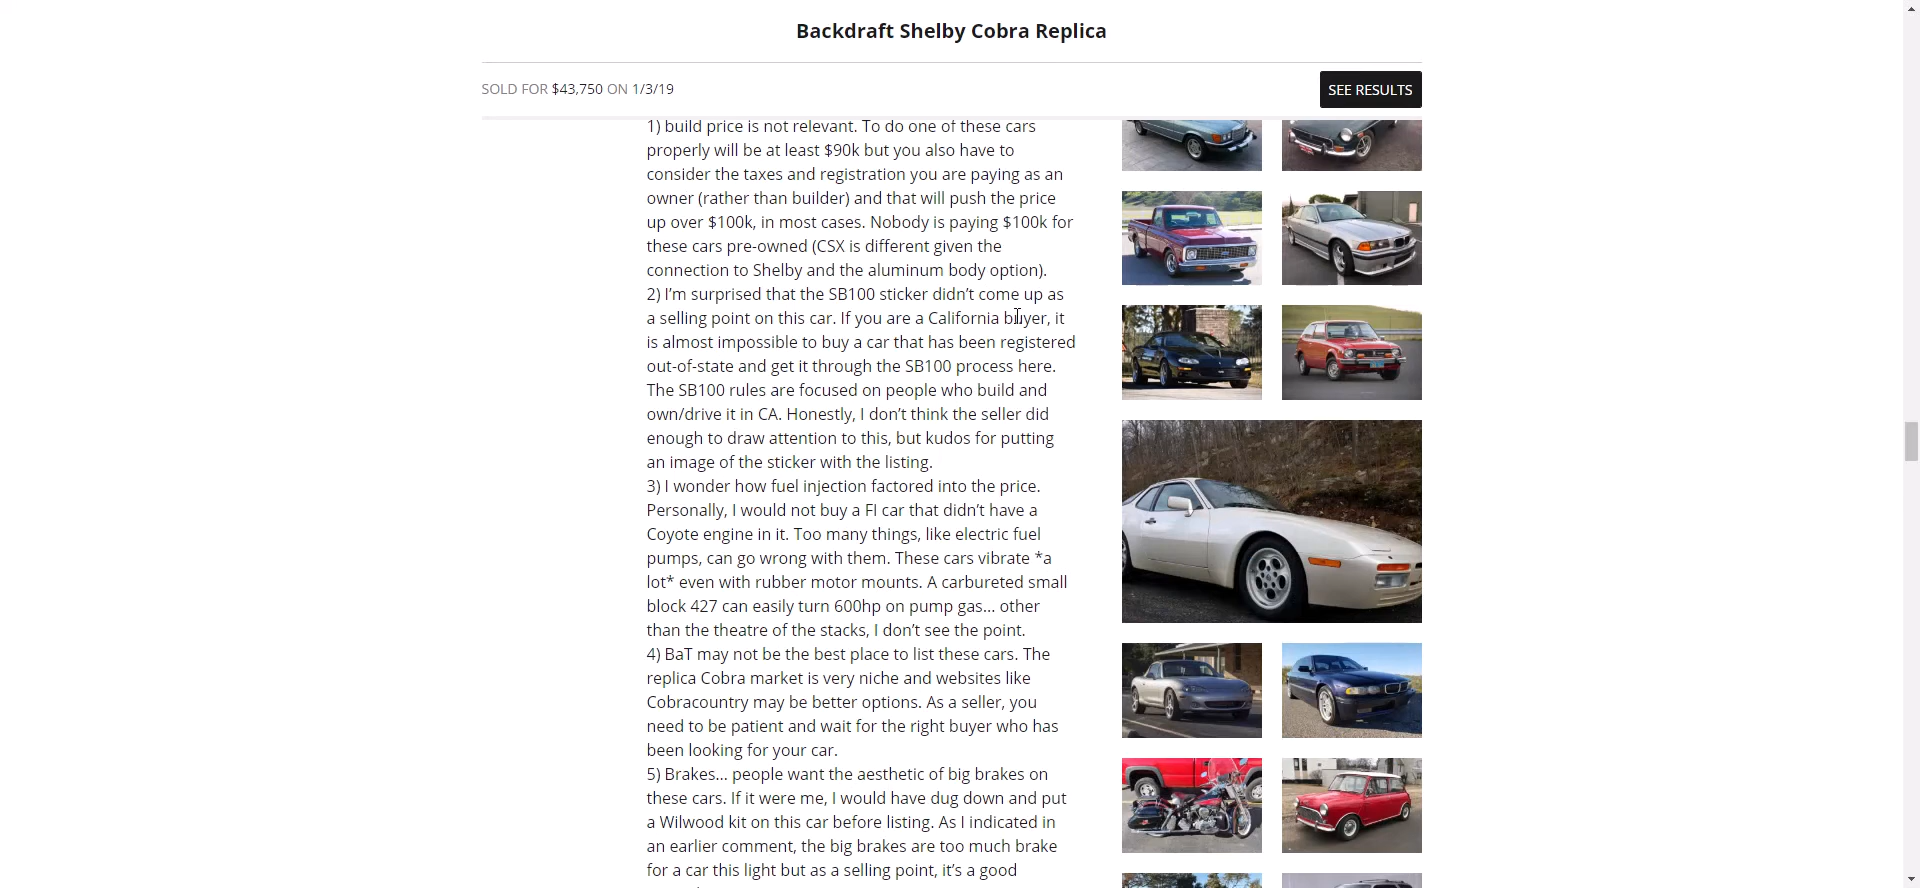 Backdraft Shelby Cobra Replica
SOLD FOR $43,750 ON 1/3/19
SEE RESULTS
1) build price is not relevant. To do one of these cars
properly will be at least $90k but you also have to
consider the taxes and registration you are paying as an
owner (rather than builder) and that will push the price
up over $100k, in most cases. Nobody is paying $100k for
these cars pre-owned (CSX is different given the
connection to Shelby and the aluminum body option).
2) I’m surprised that the SB100 sticker didn’t come up as
a selling point on this car. If you are a California buyer, it
is almost impossible to buy a car that has been registered
out-of-state and get it through the SB100 process here.
The SB100 rules are focused on people who build and
own/drive it in CA. Honestly, I don’t think the seller did
enough to draw attention to this, but kudos for putting
an image of the sticker with the listing.
3) I wonder how fuel injection factored into the price.
Personally, I would not buy a FI car that didn’t have a
Coyote engine in it. Too many things, like electric fuel
pumps, can go wrong with them. These cars vibrate *a
lot* even with rubber motor mounts. A carbureted small
block 427 can easily turn 600hp on pump gas… other
than the theatre of the stacks, I don’t see the point.
4) BaT may not be the best place to list these cars. The
replica Cobra market is very niche and websites like
Cobracountry may be better options. As a seller, you
need to be patient and wait for the right buyer who has
been looking for your car.
5) Brakes… people want the aesthetic of big brakes on
these cars. If it were me, I would have dug down and put
a Wilwood kit on this car before listing. As I indicated in
an earlier comment, the big brakes are too much brake
for a car this light but as a selling point, it’s a good